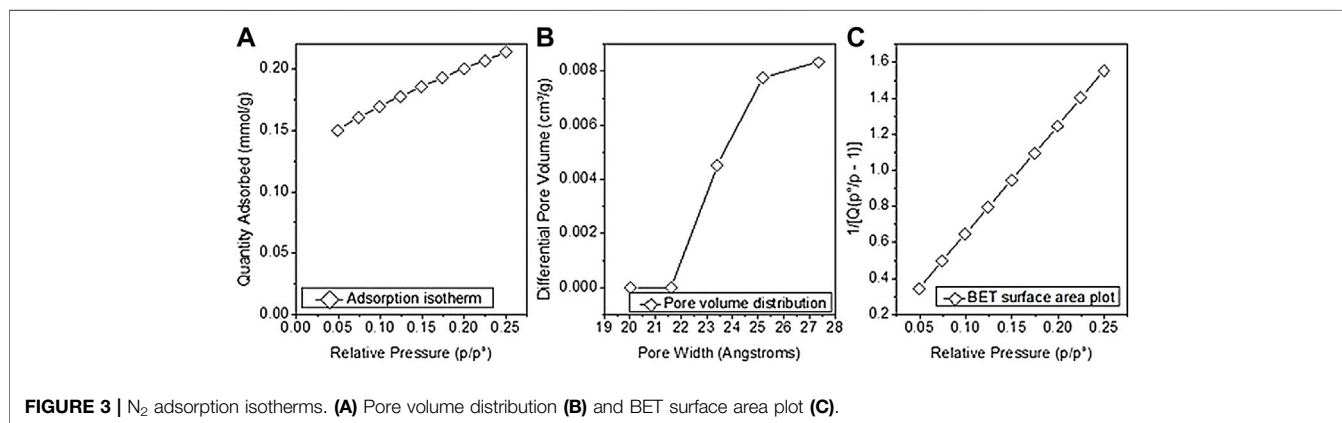 A
Quantity Adsorbed (mmol/g)
0.20
0.15
0.10
0.05
0.00
Adsorption isotherm
0.00 0.05 0.10 0.15 0.20 0.25
Relative Pressure (p/p°)
B
Differential Pore Volume (cm³/g)
0.008
0.006
0.004
0.002
0.000
Pore volume distribution
19 20 21 22 23 24 25 26 27 28
Pore Width (Angstroms)
C
1/[Q(p°/p - 1)]
1.6
1.4
1.2
1.0
0.8
0.6
0.4
0.2
BET surface area plot
0.05 0.10 0.15 0.20 0.25
Relative Pressure (p/p°)
FIGURE 3 | N₂ adsorption isotherms. (A) Pore volume distribution (B) and BET surface area plot (C).